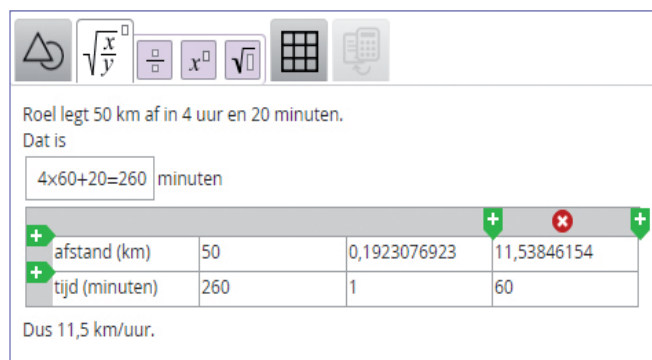 √x/y▯ ▯/▯ x▯ √▯
Roel legt 50 km af in 4 uur en 20 minuten.
Dat is
4×60+20=260 minuten
afstand (km) 50 0,1923076923 11,53846154
tijd (minuten) 260 1 60
Dus 11,5 km/uur.